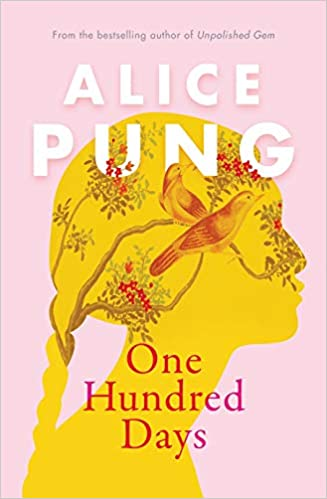 From the bestselling author of Unpolished Gem
ALICE
PUNG
One
Hundred
Days